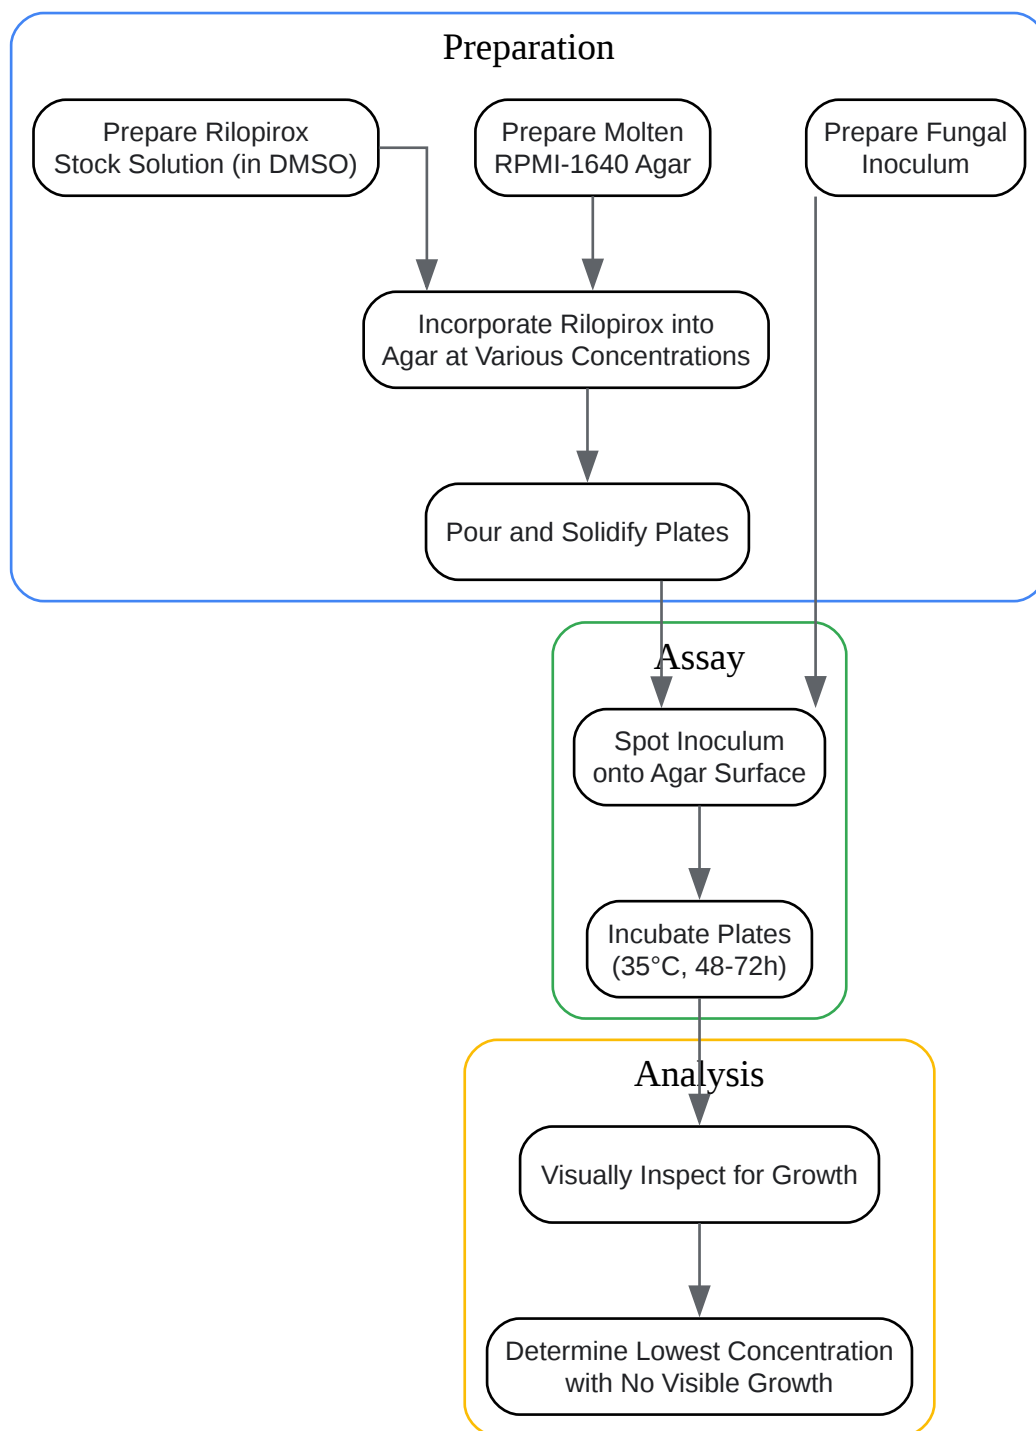 Preparation
Prepare Rilopirox
Stock Solution (in DMSO)
Prepare Molten
RPMI-1640 Agar
Prepare Fungal
Inoculum
Incorporate Rilopirox into
Agar at Various Concentrations
Pour and Solidify Plates
Assay
Spot Inoculum
onto Agar Surface
Incubate Plates
(35°C, 48-72h)
Analysis
Visually Inspect for Growth
Determine Lowest Concentration
with No Visible Growth